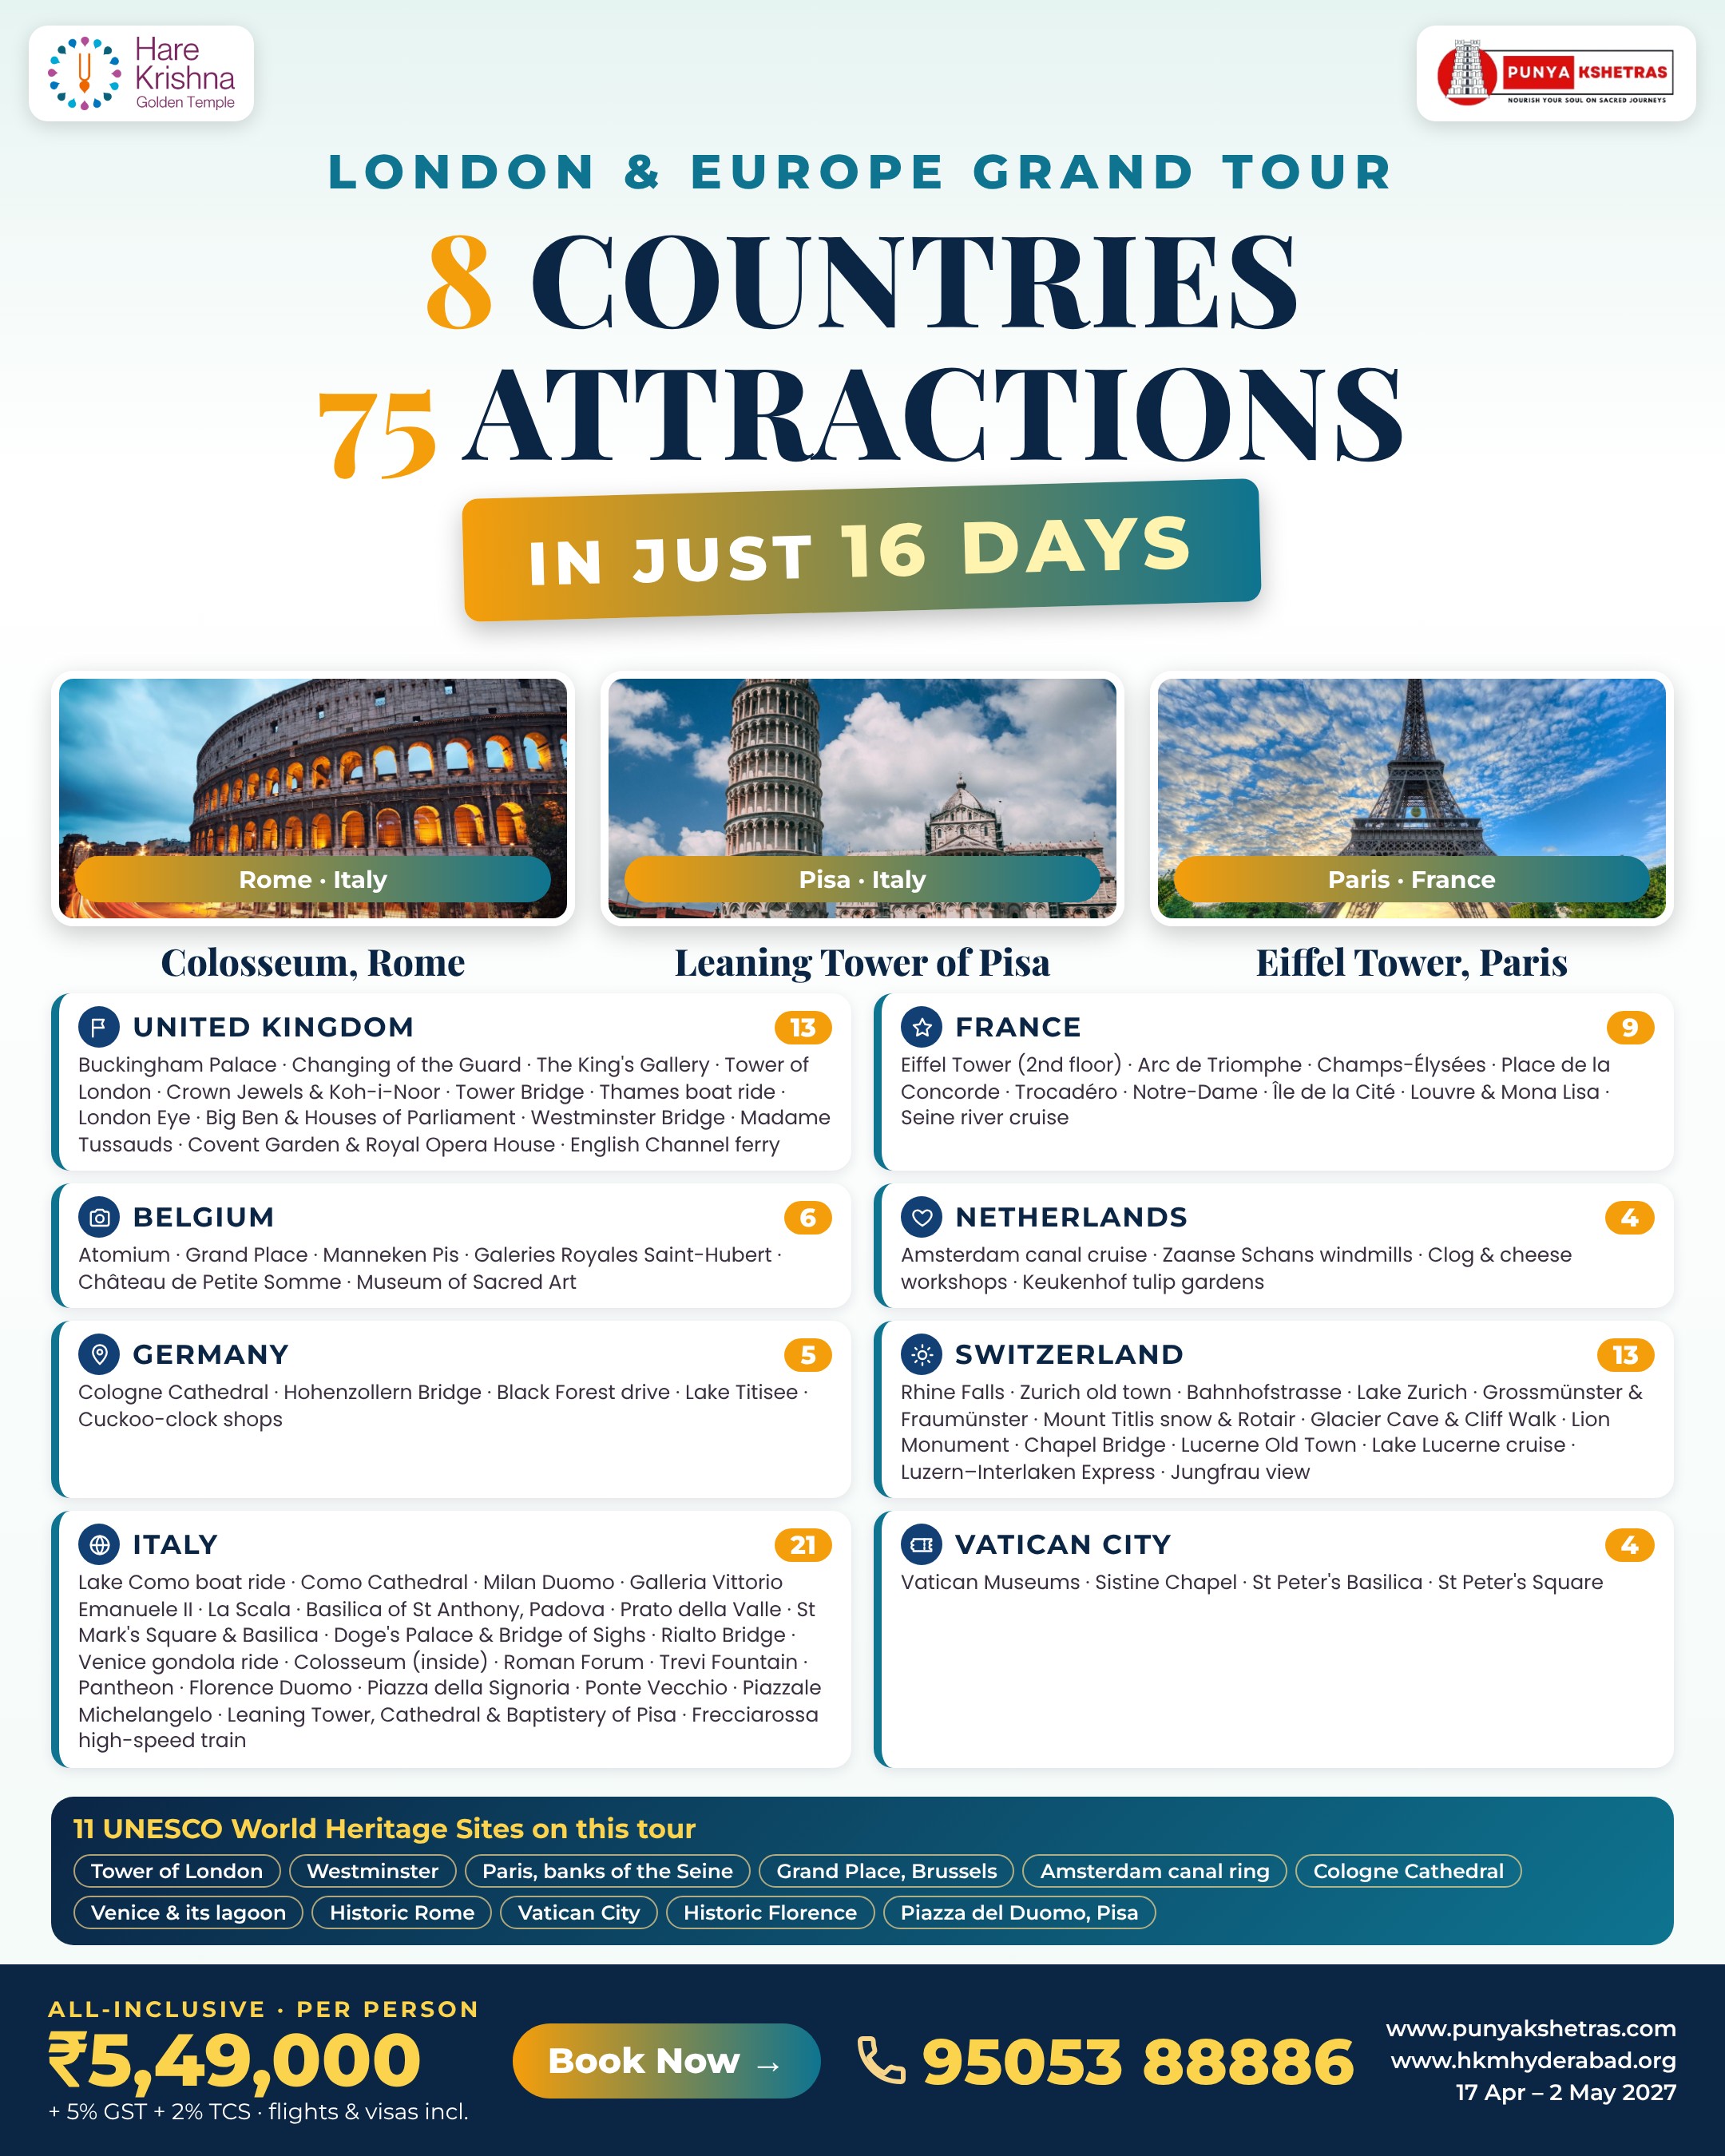 Hare
Krishna
Golden Temple
PUNYA KSHETRAS
NOURISH YOUR SOUL ON SACRED JOURNEYS
LONDON & EUROPE GRAND TOUR
8 COUNTRIES
75 ATTRACTIONS
IN JUST 16 DAYS
Rome · Italy
Pisa · Italy
Paris · France
Colosseum, Rome
Leaning Tower of Pisa
Eiffel Tower, Paris
UNITED KINGDOM 13
Buckingham Palace · Changing of the Guard · The King's Gallery · Tower of
London · Crown Jewels & Koh-i-Noor · Tower Bridge · Thames boat ride ·
London Eye · Big Ben & Houses of Parliament · Westminster Bridge · Madame
Tussauds · Covent Garden & Royal Opera House · English Channel ferry
FRANCE 9
Eiffel Tower (2nd floor) · Arc de Triomphe · Champs-Élysées · Place de la
Concorde · Trocadéro · Notre-Dame · Île de la Cité · Louvre & Mona Lisa ·
Seine river cruise
BELGIUM 6
Atomium · Grand Place · Manneken Pis · Galeries Royales Saint-Hubert ·
Château de Petite Somme · Museum of Sacred Art
NETHERLANDS 4
Amsterdam canal cruise · Zaanse Schans windmills · Clog & cheese
workshops · Keukenhof tulip gardens
GERMANY 5
Cologne Cathedral · Hohenzollern Bridge · Black Forest drive · Lake Titisee ·
Cuckoo-clock shops
SWITZERLAND 13
Rhine Falls · Zurich old town · Bahnhofstrasse · Lake Zurich · Grossmünster &
Fraumünster · Mount Titlis snow & Rotair · Glacier Cave & Cliff Walk · Lion
Monument · Chapel Bridge · Lucerne Old Town · Lake Lucerne cruise ·
Luzern–Interlaken Express · Jungfrau view
ITALY 21
Lake Como boat ride · Como Cathedral · Milan Duomo · Galleria Vittorio
Emanuele II · La Scala · Basilica of St Anthony, Padova · Prato della Valle · St
Mark's Square & Basilica · Doge's Palace & Bridge of Sighs · Rialto Bridge ·
Venice gondola ride · Colosseum (inside) · Roman Forum · Trevi Fountain ·
Pantheon · Florence Duomo · Piazza della Signoria · Ponte Vecchio · Piazzale
Michelangelo · Leaning Tower, Cathedral & Baptistery of Pisa · Frecciarossa
high-speed train
VATICAN CITY 4
Vatican Museums · Sistine Chapel · St Peter's Basilica · St Peter's Square
11 UNESCO World Heritage Sites on this tour
Tower of London Westminster Paris, banks of the Seine Grand Place, Brussels Amsterdam canal ring Cologne Cathedral
Venice & its lagoon Historic Rome Vatican City Historic Florence Piazza del Duomo, Pisa
ALL-INCLUSIVE · PER PERSON
₹5,49,000
+ 5% GST + 2% TCS · flights & visas incl.
Book Now →
95053 88886
www.punyakshetras.com
www.hkmhyderabad.org
17 Apr – 2 May 2027